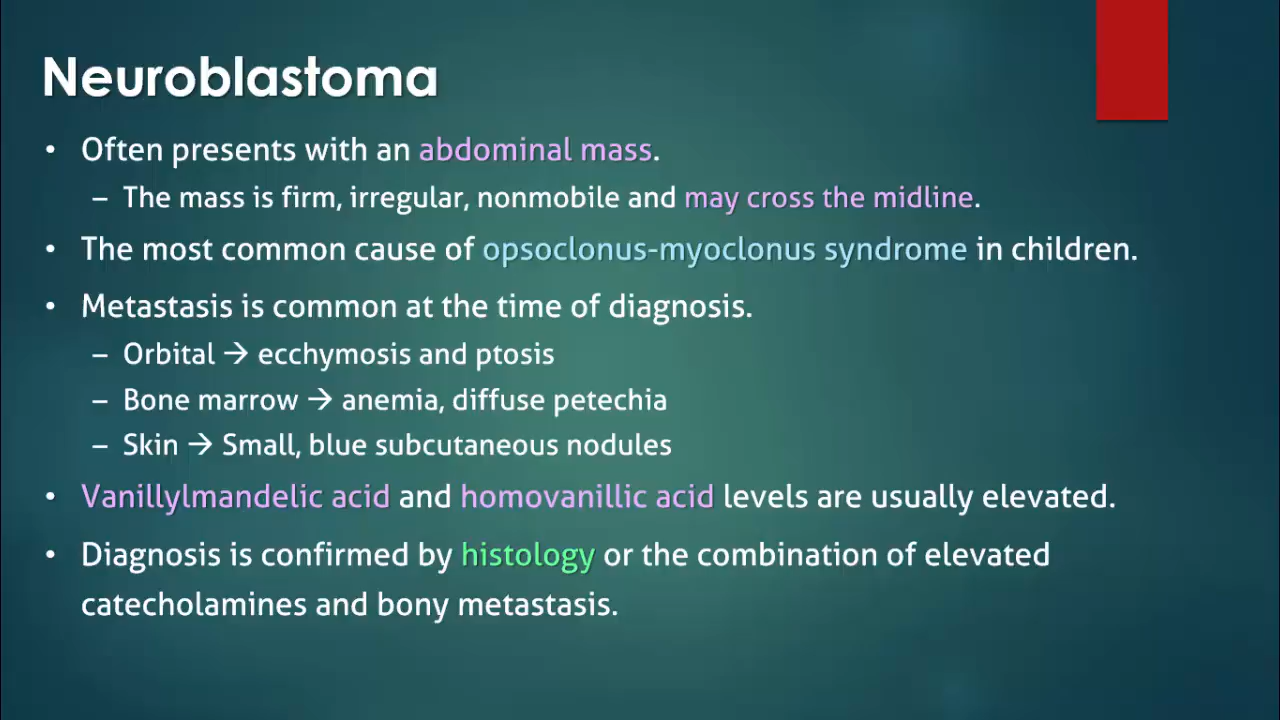 Neuroblastoma
• Often presents with an abdominal mass.
– The mass is firm, irregular, nonmobile and may cross the midline.
• The most common cause of opsoclonus-myoclonus syndrome in children.
• Metastasis is common at the time of diagnosis.
– Orbital → ecchymosis and ptosis
– Bone marrow → anemia, diffuse petechia
– Skin → Small, blue subcutaneous nodules
• Vanillylmandelic acid and homovanillic acid levels are usually elevated.
• Diagnosis is confirmed by histology or the combination of elevated
catecholamines and bony metastasis.